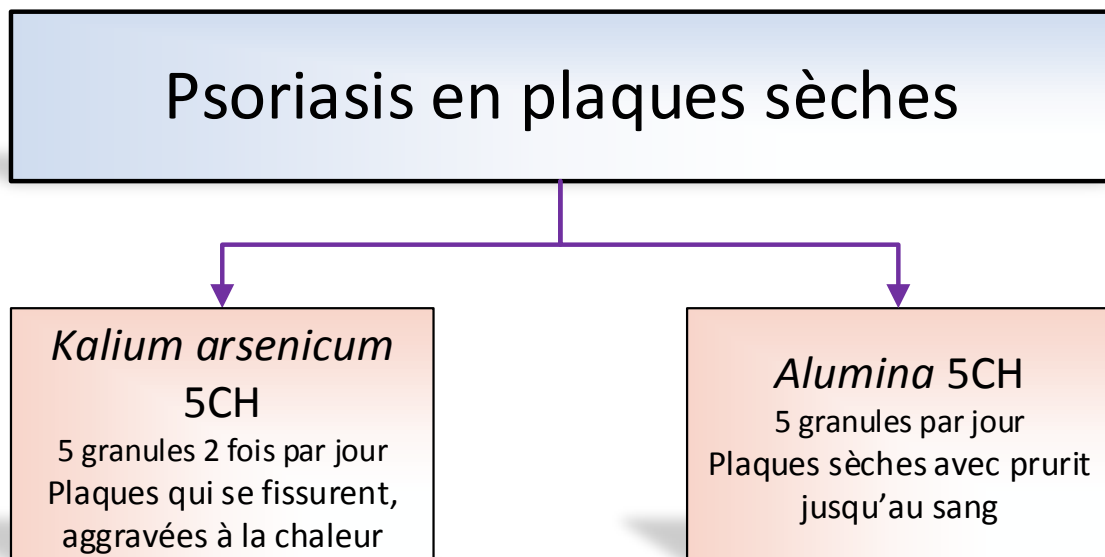 Psoriasis en plaques sèches
Kalium arsenicum
5CH
5 granules 2 fois par jour
Plaques qui se fissurent,
aggravées à la chaleur
Alumina 5CH
5 granules par jour
Plaques sèches avec prurit
jusqu’au sang